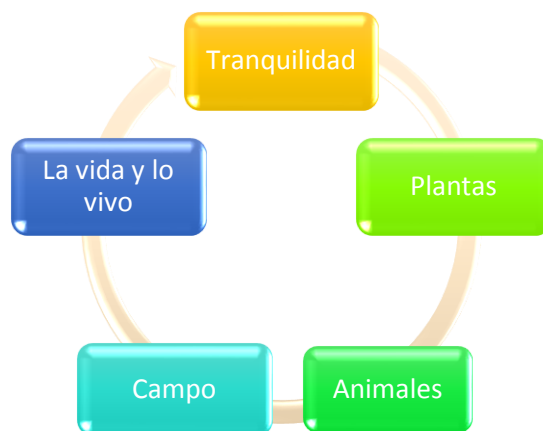 Tranquilidad
Plantas
Animales
Campo
La vida y lo
vivo